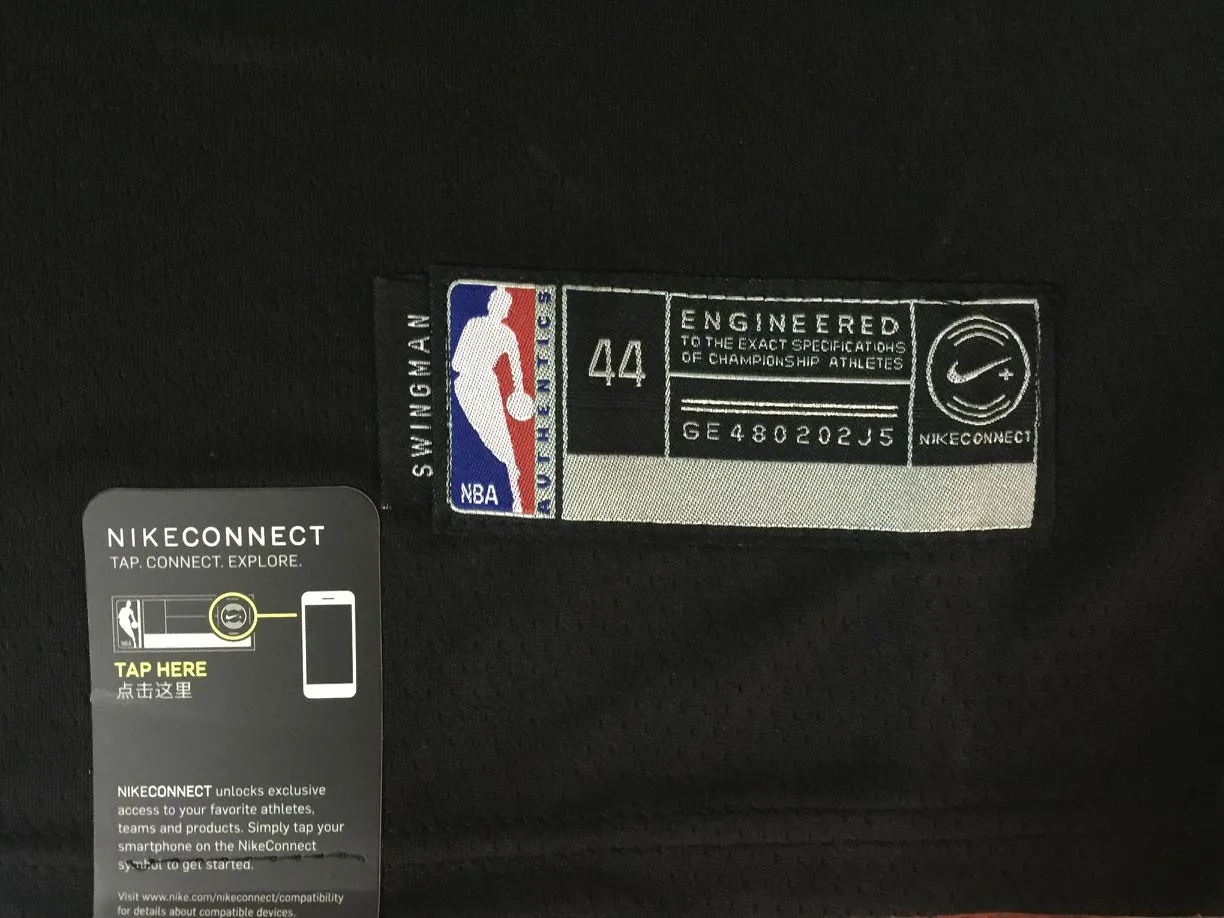 SWINGMAN
NBA
AUTHENTICS
44
ENGINEERED
TO THE EXACT SPECIFICATIONS
OF CHAMPIONSHIP ATHLETES
GE480202J5
NIKECONNECT
NIKECONNECT
TAP. CONNECT. EXPLORE.
NBA
TAP HERE
点击这里
NIKECONNECT unlocks exclusive
access to your favorite athletes,
teams and products. Simply tap your
smartphone on the NikeConnect
symbol to get started.
Visit www.nike.com/nikeconnect/compatibility
for details about compatible devices.